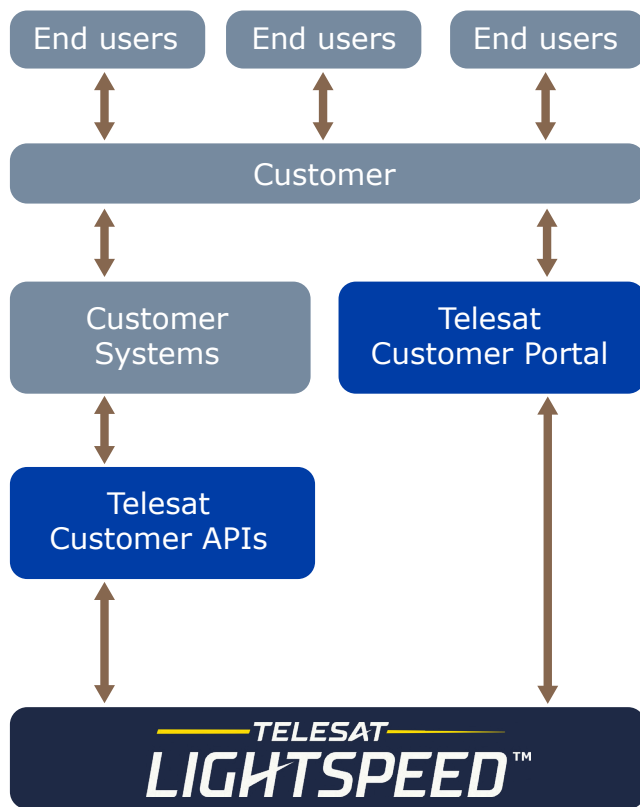 End users
End users
End users
Customer
Customer
Systems
Telesat
Customer Portal
Telesat
Customer APIs
TELESAT
LIGHTSPEED™